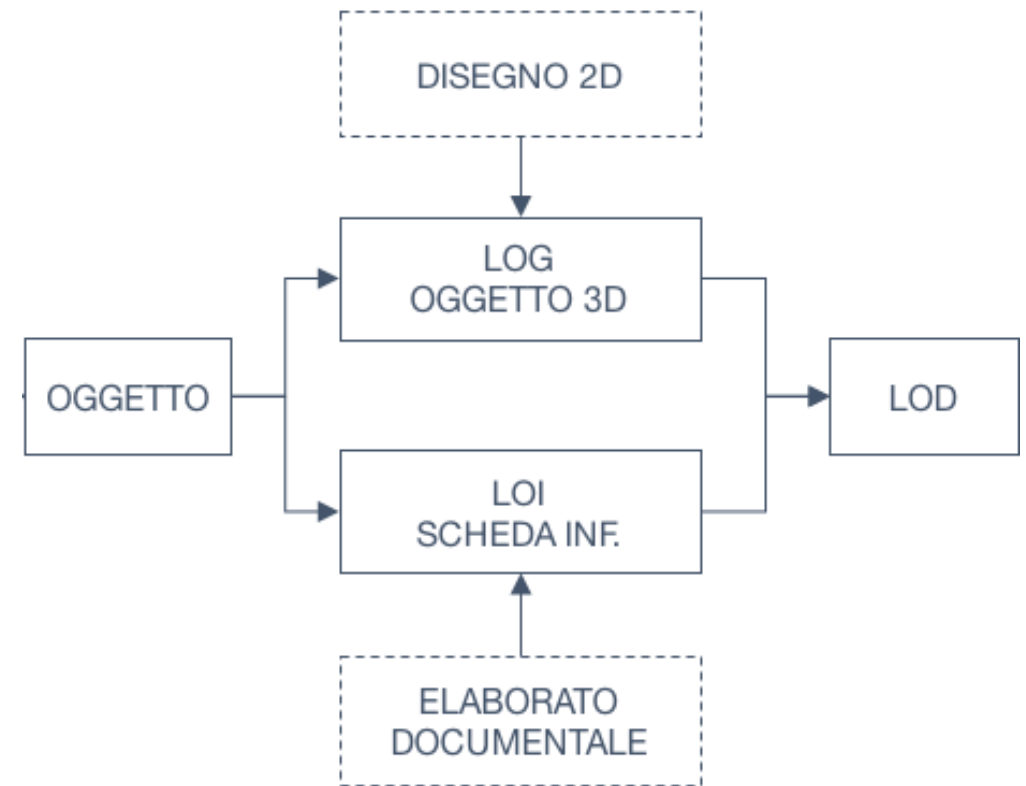 DISEGNO 2D
LOG
OGGETTO 3D
OGGETTO
LOD
LOI
SCHEDA INF.
ELABORATO
DOCUMENTALE